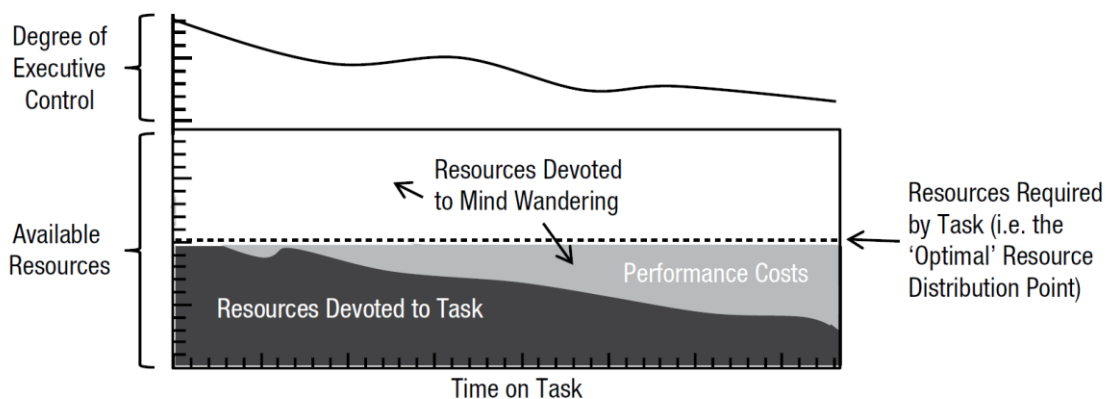 Degree of
Executive
Control
Resources Devoted
to Mind Wandering
Resources Required
by Task (i.e. the
‘Optimal’ Resource
Distribution Point)
Available
Resources
Performance Costs
Resources Devoted to Task
Time on Task